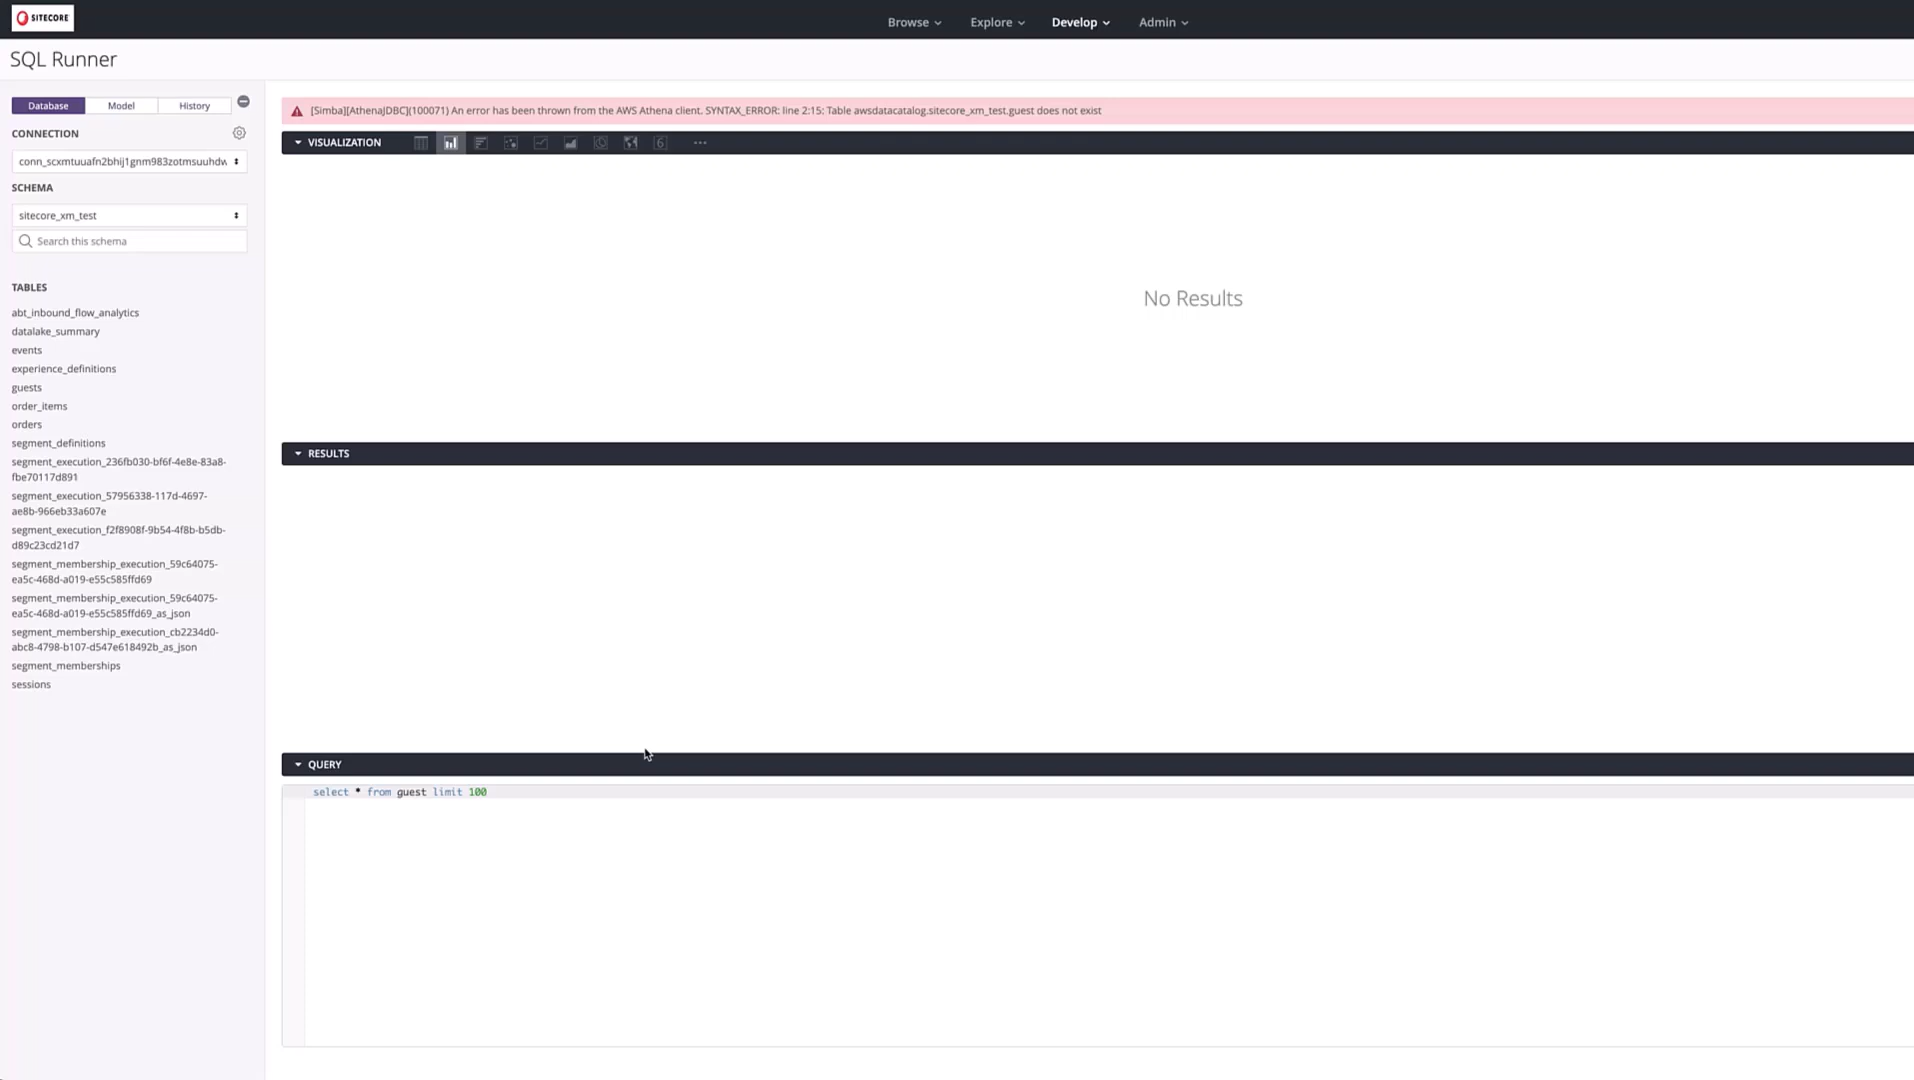 SITECORE
Browse
Explore
Develop
Admin
SQL Runner
Database
Model
History
[Simba][AthenaJDBC](100071) An error has been thrown from the AWS Athena client. SYNTAX_ERROR: line 2:15: Table awsdatacatalog.sitecore_xm_test.guest does not exist
CONNECTION
VISUALIZATION
6
conn_scxmtuuafn2bhij1gnm983zotmsuuhdw
SCHEMA
sitecore_xm_test
Search this schema
TABLES
No Results
abt_inbound_flow_analytics
datalake_summary
events
experience_definitions
guests
order_items
orders
segment_definitions
RESULTS
segment_execution_236fb030-bf6f-4e8e-83a8-
fbe70117d891
segment_execution_57956338-117d-4697-
ae8b-966eb33a607e
segment_execution_f2f8908f-9b54-4f8b-b5db-
d89c23cd21d7
segment_membership_execution_59c64075-
ea5c-468d-a019-e55c585ffd69
segment_membership_execution_59c64075-
ea5c-468d-a019-e55c585ffd69_as_json
segment_membership_execution_cb2234d0-
abc8-4798-b107-d547e618492b_as_json
segment_memberships
sessions
QUERY
select * from guest limit 100